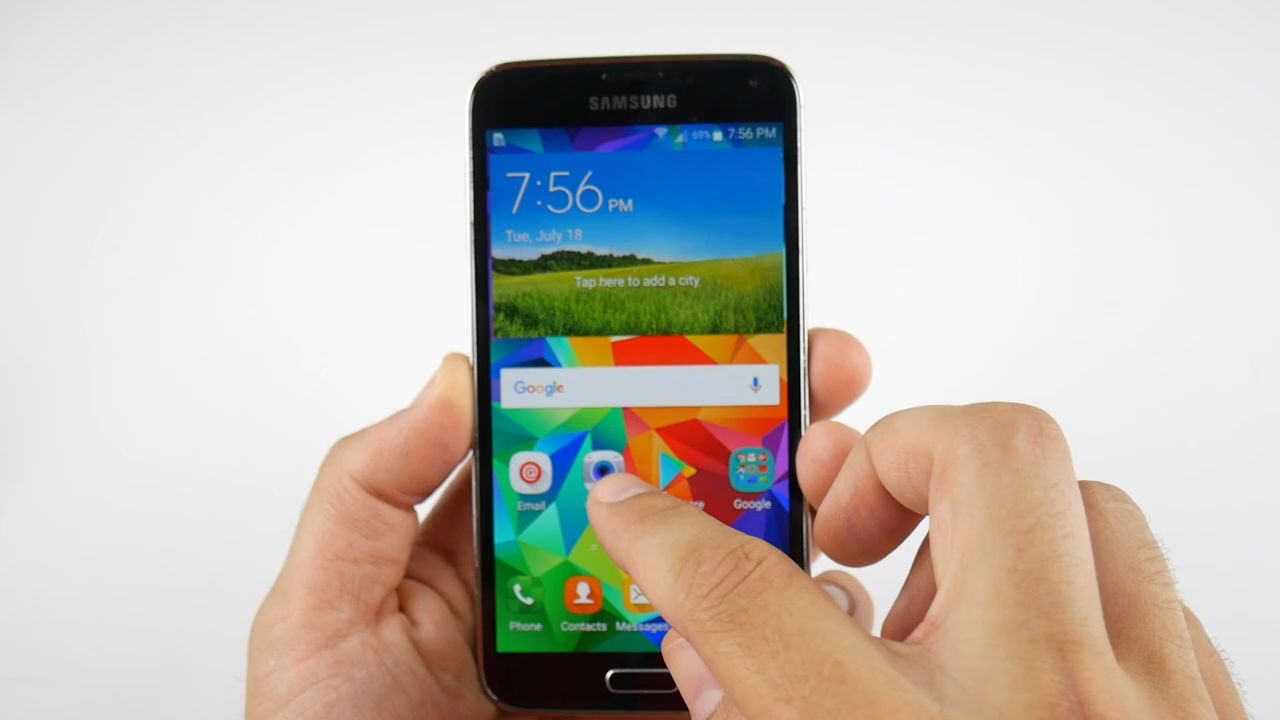 SAMSUNG
69% 7:56 PM
7:56 PM
Tue, July 18
Tap here to add a city
Google
Email
Google
Phone Contacts Messages